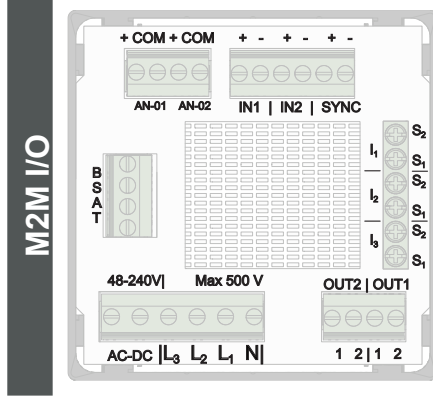 M2M I/O
+ COM + COM
+ - + - + -
AN-01 AN-02
IN1 | IN2 | SYNC
S2
I1
S1
S2
I2
S1
S2
I3
S1
B
S
A
T
48-240V| Max 500 V
OUT2 | OUT1
AC-DC |L3 L2 L1 N|
1 2 | 1 2